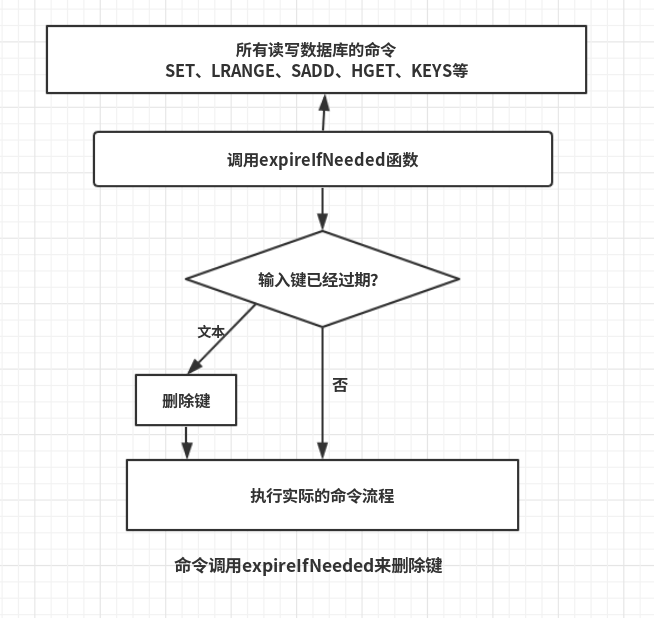 所有读写数据库的命令
SET、LRANGE、SADD、HGET、KEYS等
调用expireIfNeeded函数
输入键已经过期？
文本
否
删除键
执行实际的命令流程
命令调用expireIfNeeded来删除键